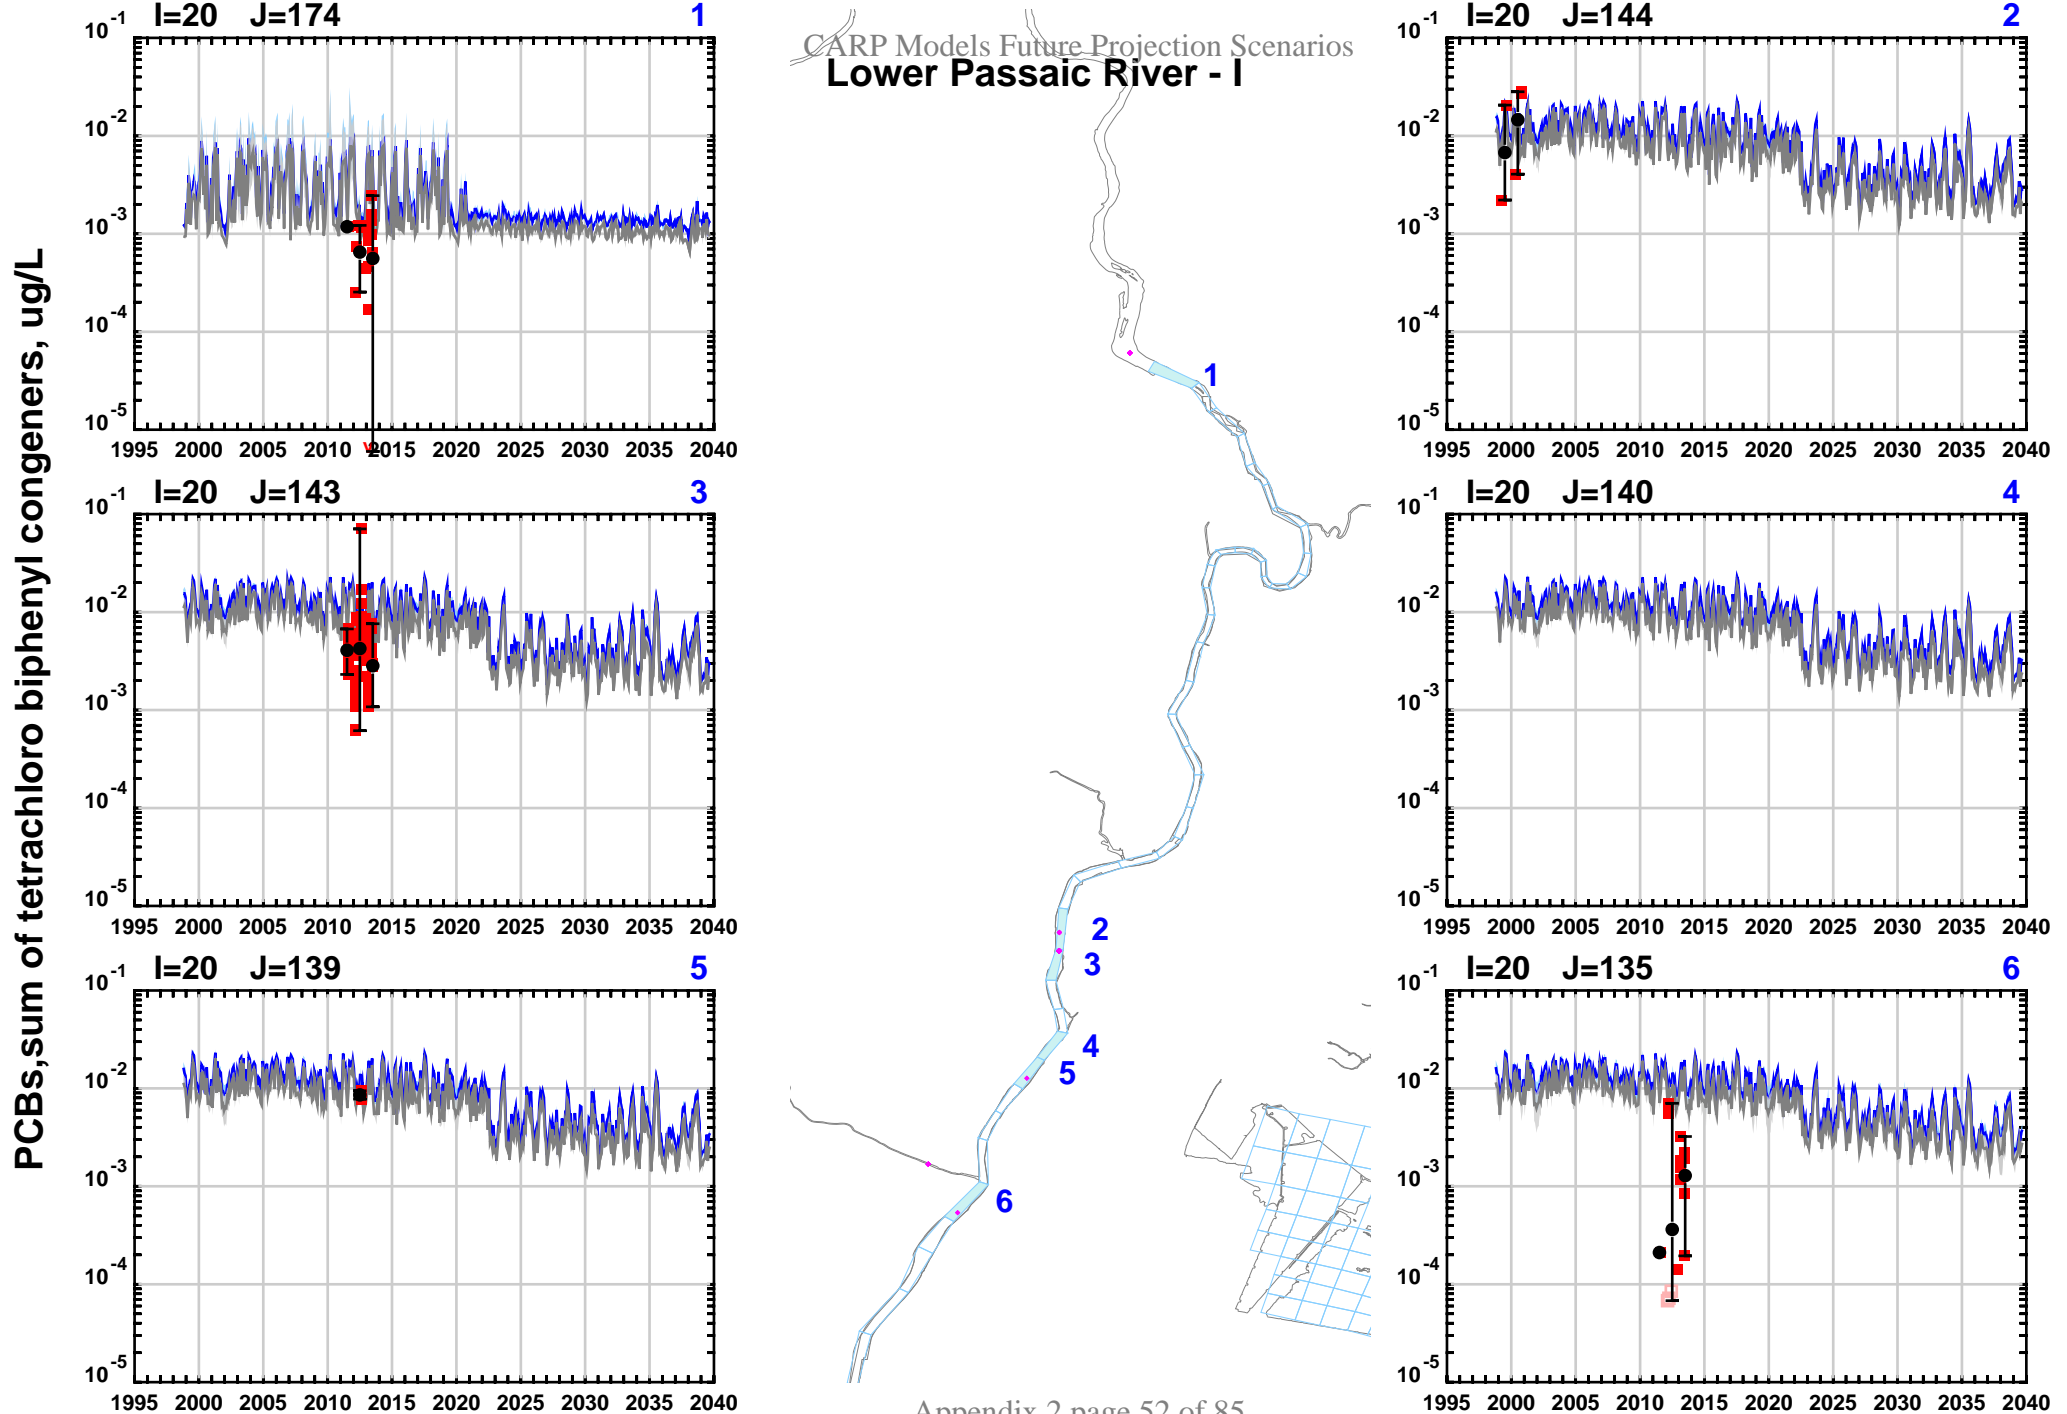 CARP Models Future Projection Scenarios
Lower Passaic River - I
PCBs,sum of tetrachloro biphenyl congeners, ug/L
I=20 J=174 1
10-1
10-2
10-3
10-4
10-5
1995 2000 2005 2010 2015 2020 2025 2030 2035 2040
I=20 J=144 2
10-1
10-2
10-3
10-4
10-5
1995 2000 2005 2010 2015 2020 2025 2030 2035 2040
I=20 J=143 3
10-1
10-2
10-3
10-4
10-5
1995 2000 2005 2010 2015 2020 2025 2030 2035 2040
I=20 J=140 4
10-1
10-2
10-3
10-4
10-5
1995 2000 2005 2010 2015 2020 2025 2030 2035 2040
I=20 J=139 5
10-1
10-2
10-3
10-4
10-5
1995 2000 2005 2010 2015 2020 2025 2030 2035 2040
I=20 J=135 6
10-1
10-2
10-3
10-4
10-5
1995 2000 2005 2010 2015 2020 2025 2030 2035 2040
1
2
3
4
5
6
Appendix 2 page 52 of 85